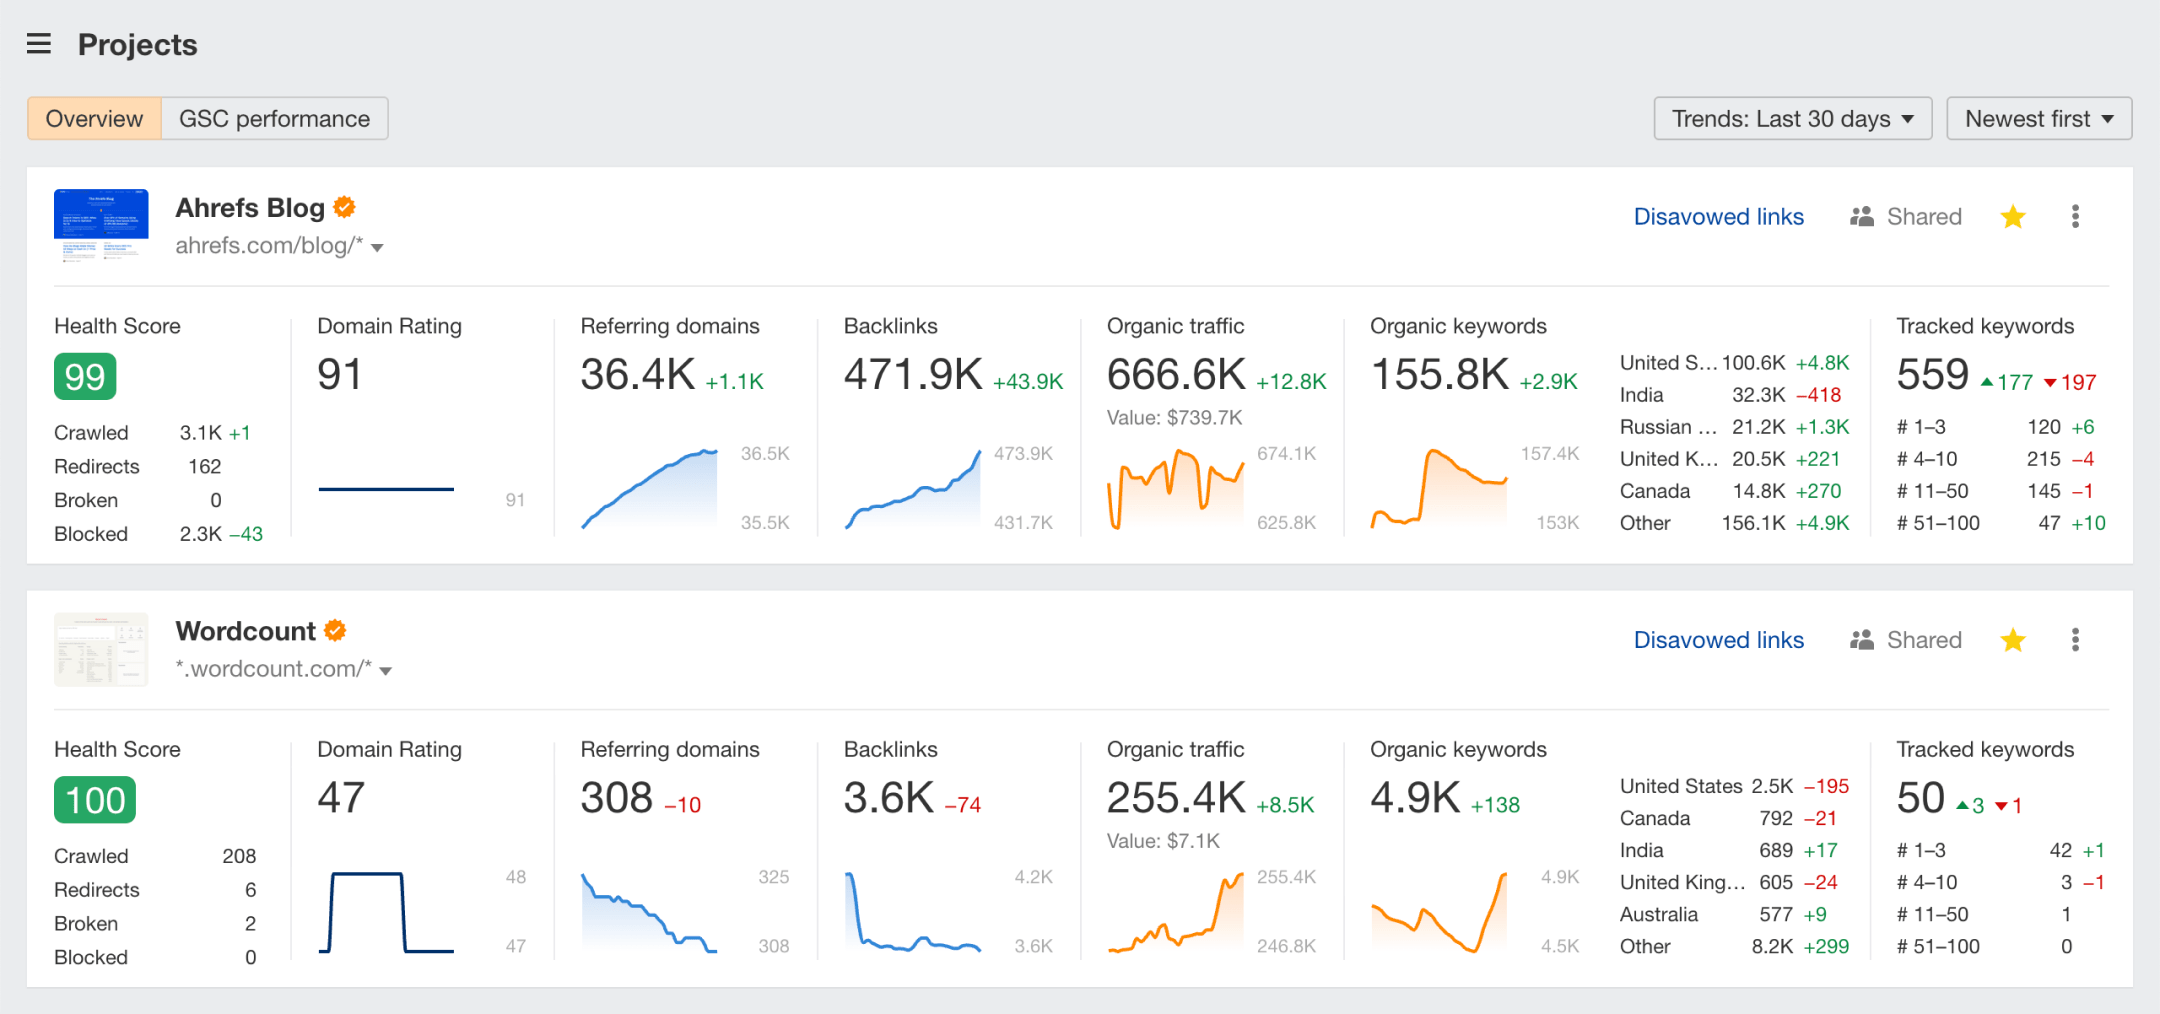 Projects
Overview GSC performance Trends: Last 30 days Newest first
Ahrefs Blog
ahrefs.com/blog/*
Disavowed links Shared
Health Score
99
Crawled 3.1K +1
Redirects 162
Broken 0
Blocked 2.3K –43
Domain Rating
91
91
Referring domains
36.4K +1.1K
36.5K
35.5K
Backlinks
471.9K +43.9K
473.9K
431.7K
Organic traffic
666.6K +12.8K
Value: $739.7K
674.1K
625.8K
Organic keywords
155.8K +2.9K
157.4K
153K
United S... 100.6K +4.8K
India 32.3K –418
Russian ... 21.2K +1.3K
United K... 20.5K +221
Canada 14.8K +270
Other 156.1K +4.9K
Tracked keywords
559 177 197
# 1–3 120 +6
# 4–10 215 –4
# 11–50 145 –1
# 51–100 47 +10
Wordcount
*.wordcount.com/*
Disavowed links Shared
Health Score
100
Crawled 208
Redirects 6
Broken 2
Blocked 0
Domain Rating
47
48
47
Referring domains
308 –10
325
308
Backlinks
3.6K –74
4.2K
3.6K
Organic traffic
255.4K +8.5K
Value: $7.1K
255.4K
246.8K
Organic keywords
4.9K +138
4.9K
4.5K
United States 2.5K –195
Canada 792 –21
India 689 +17
United King... 605 –24
Australia 577 +9
Other 8.2K +299
Tracked keywords
50 3 1
# 1–3 42 +1
# 4–10 3 –1
# 11–50 1
# 51–100 0